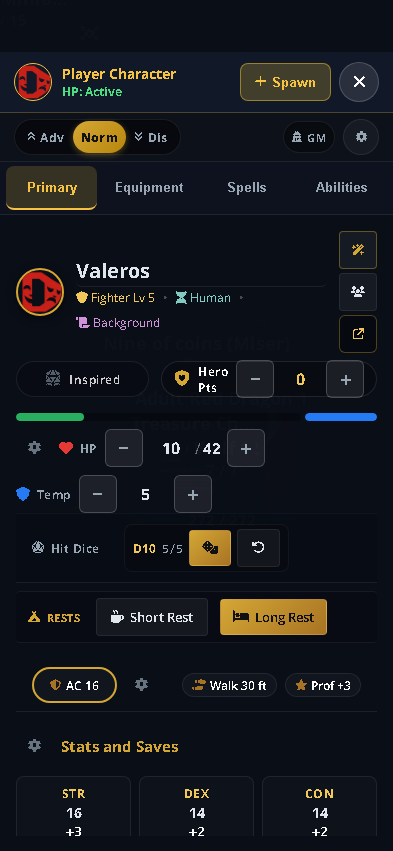 Player Character
HP: Active
+ Spawn
Adv Norm Dis
GM
Primary Equipment Spells Abilities
Valeros
Fighter Lv 5 • Human •
Background
Inspired
Hero Pts − 0 +
HP − 10 / 42 +
Temp − 5 +
Hit Dice D10 5/5
RESTS Short Rest Long Rest
AC 16 Walk 30 ft Prof +3
Stats and Saves
STR DEX CON
16 14 14
+3 +2 +2